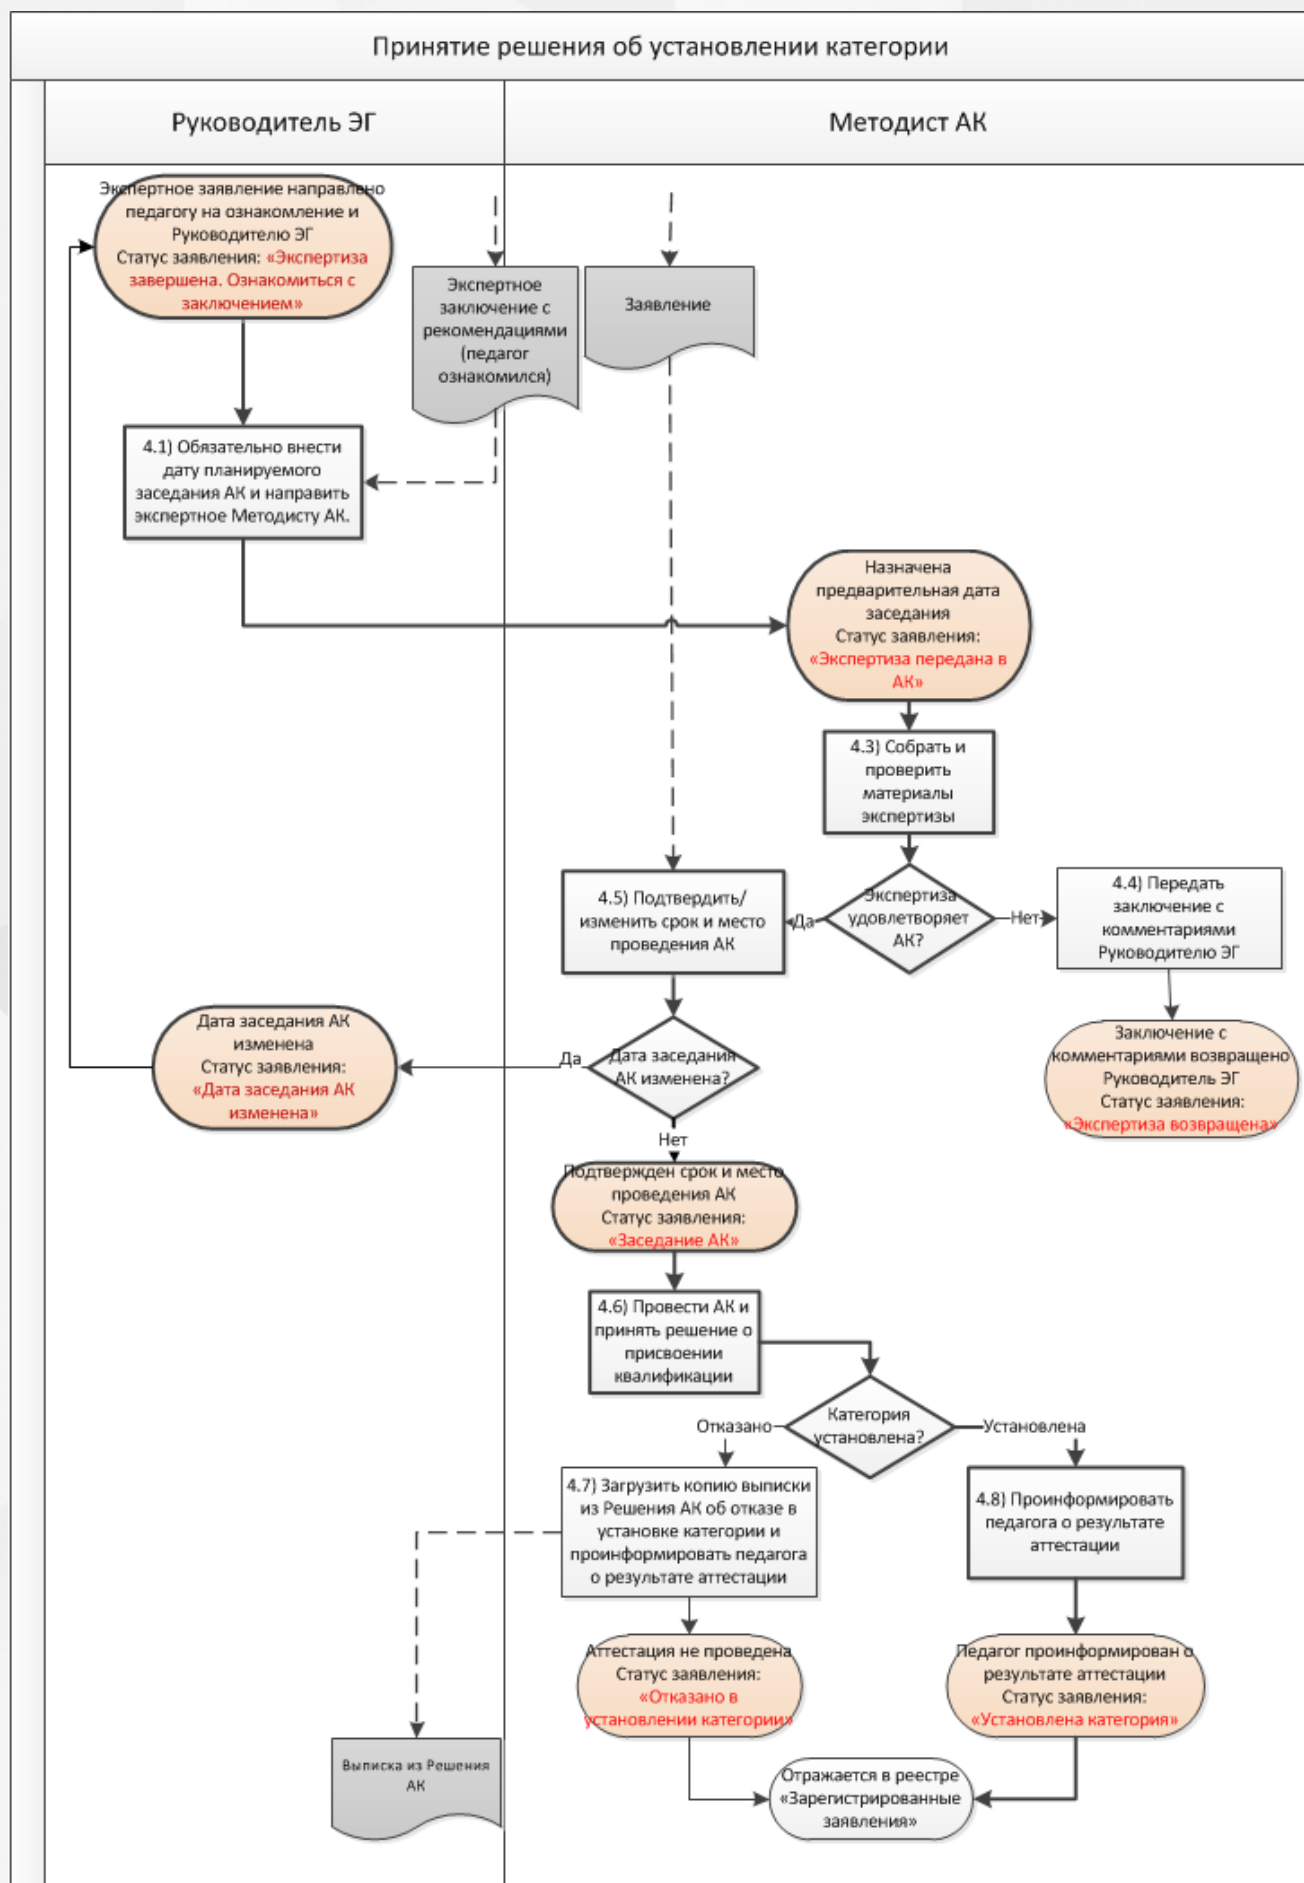 Принятие решения об установлении категории
Руководитель ЭГ
Методист АК
Экспертное заявление направлено
педагогу на ознакомление и
Руководителю ЭГ
Статус заявления: «Экспертиза
завершена. Ознакомиться с
заключением»
Экспертное
заключение с
рекомендациями
(педагог
ознакомился)
Заявление
4.1) Обязательно внести
дату планируемого
заседания АК и направить
экспертное Методисту АК.
Назначена
предварительная дата
заседания
Статус заявления:
«Экспертиза передана в
АК»
4.3) Собрать и
проверить
материалы
экспертизы
4.5) Подтвердить/
изменить срок и место
проведения АК
Да
Экспертиза
удовлетворяет
АК?
Нет
4.4) Передать
заключение с
комментариями
Руководителю ЭГ
Дата заседания АК
изменена
Статус заявления:
«Дата заседания АК
изменена»
Да
Дата заседания
АК изменена?
Заключение с
комментариями возвращено
Руководитель ЭГ
Статус заявления:
«Экспертиза возвращена»
Нет
Подтвержден срок и место
проведения АК
Статус заявления:
«Заседание АК»
4.6) Провести АК и
принять решение о
присвоении
квалификации
Отказано
Категория
установлена?
Установлена
4.7) Загрузить копию выписки
из Решения АК об отказе в
установке категории и
проинформировать педагога
о результате аттестации
4.8) Проинформировать
педагога о результате
аттестации
Аттестация не проведена
Статус заявления:
«Отказано в
установлении категории»
Педагог проинформирован о
результате аттестации
Статус заявления:
«Установлена категория»
Выписка из Решения
АК
Отражается в реестре
«Зарегистрированные
заявления»